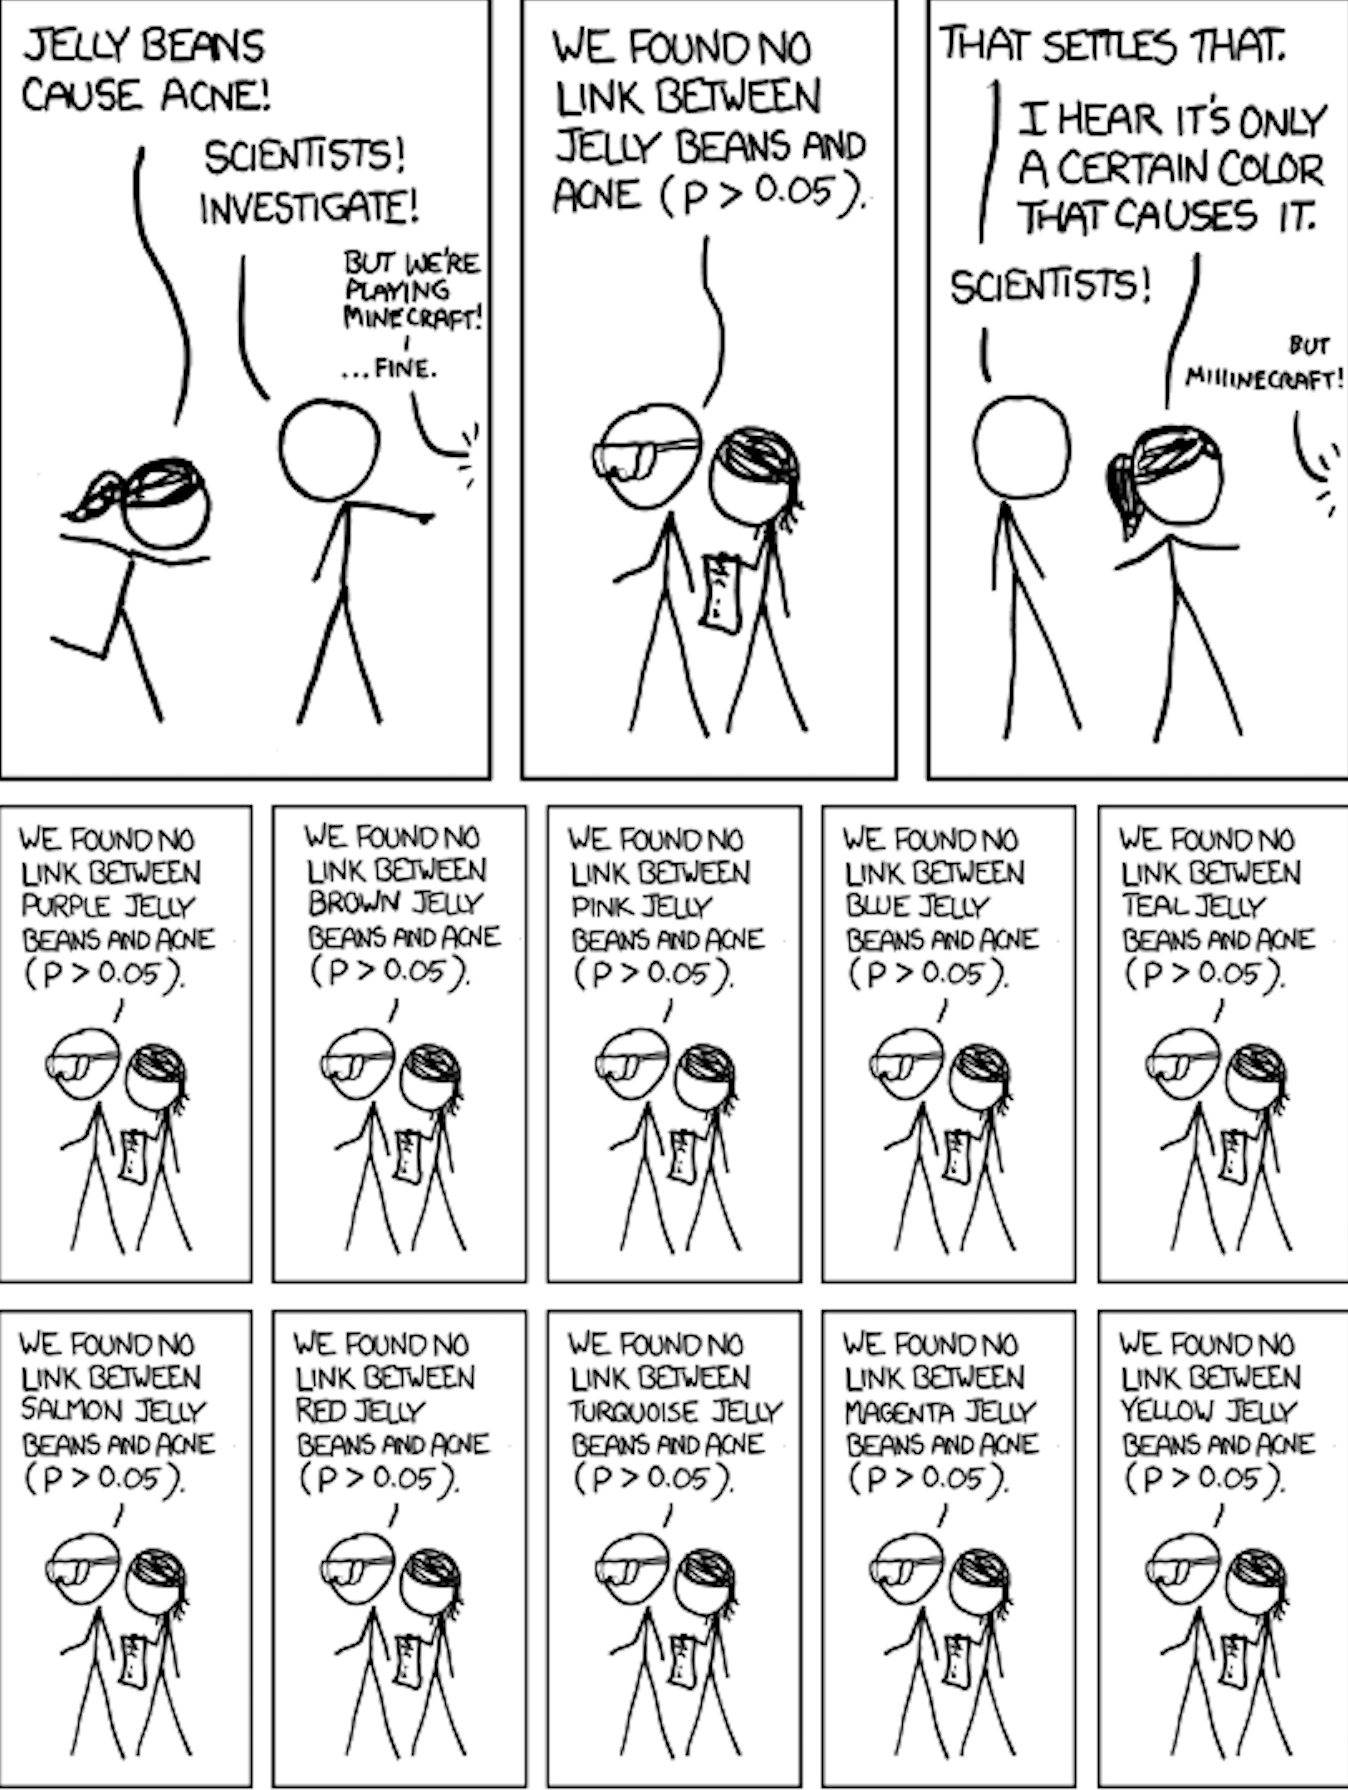 JELLY BEANS
CAUSE ACNE!
SCIENTISTS!
INVESTIGATE!
BUT WE'RE
PLAYING
MINECRAFT!
...FINE.
WE FOUND NO
LINK BETWEEN
JELLY BEANS AND
ACNE (P > 0.05).
THAT SETTLES THAT.
I HEAR IT'S ONLY
A CERTAIN COLOR
THAT CAUSES IT.
SCIENTISTS!
BUT
MIIIINECRAFT!
WE FOUND NO
LINK BETWEEN
PURPLE JELLY
BEANS AND ACNE
(P > 0.05).
WE FOUND NO
LINK BETWEEN
BROWN JELLY
BEANS AND ACNE
(P > 0.05).
WE FOUND NO
LINK BETWEEN
PINK JELLY
BEANS AND ACNE
(P > 0.05).
WE FOUND NO
LINK BETWEEN
BLUE JELLY
BEANS AND ACNE
(P > 0.05).
WE FOUND NO
LINK BETWEEN
TEAL JELLY
BEANS AND ACNE
(P > 0.05).
WE FOUND NO
LINK BETWEEN
SALMON JELLY
BEANS AND ACNE
(P > 0.05).
WE FOUND NO
LINK BETWEEN
RED JELLY
BEANS AND ACNE
(P > 0.05).
WE FOUND NO
LINK BETWEEN
TURQUOISE JELLY
BEANS AND ACNE
(P > 0.05).
WE FOUND NO
LINK BETWEEN
MAGENTA JELLY
BEANS AND ACNE
(P > 0.05).
WE FOUND NO
LINK BETWEEN
YELLOW JELLY
BEANS AND ACNE
(P > 0.05).